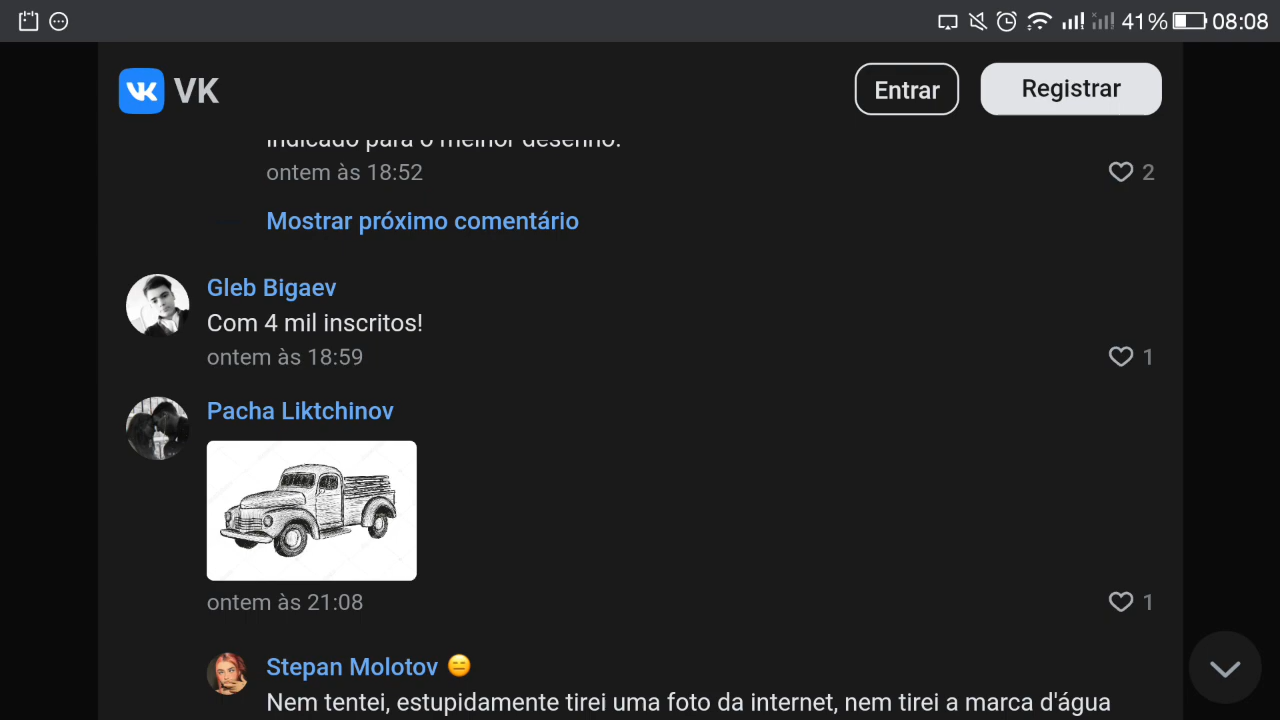 41% 08:08
VK
Entrar
Registrar
indicado para o melhor desenho.
ontem às 18:52
2
Mostrar próximo comentário
Gleb Bigaev
Com 4 mil inscritos!
ontem às 18:59
1
Pacha Liktchinov
ontem às 21:08
1
Stepan Molotov 😑
Nem tentei, estupidamente tirei uma foto da internet, nem tirei a marca d'água